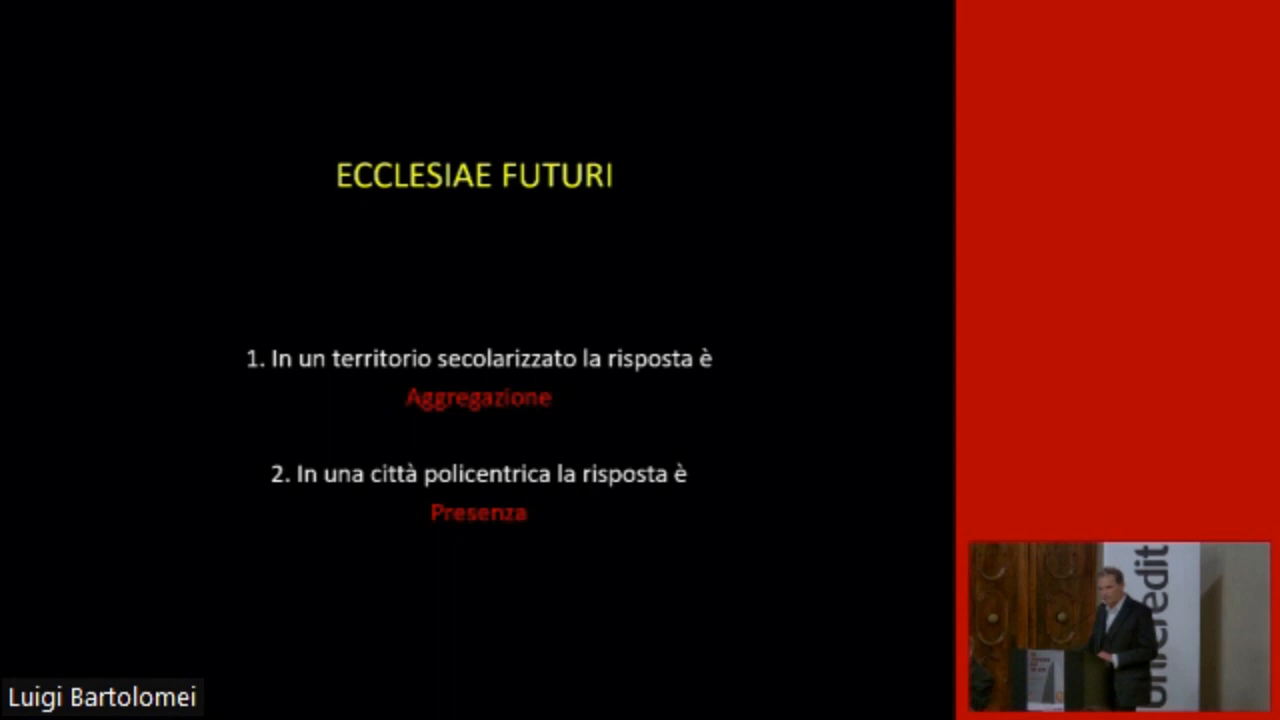 ECCLESIAE FUTURI
1. In un territorio secolarizzato la risposta è
Aggregazione
2. In una città policentrica la risposta è
Presenza
Luigi Bartolomei
unicredit